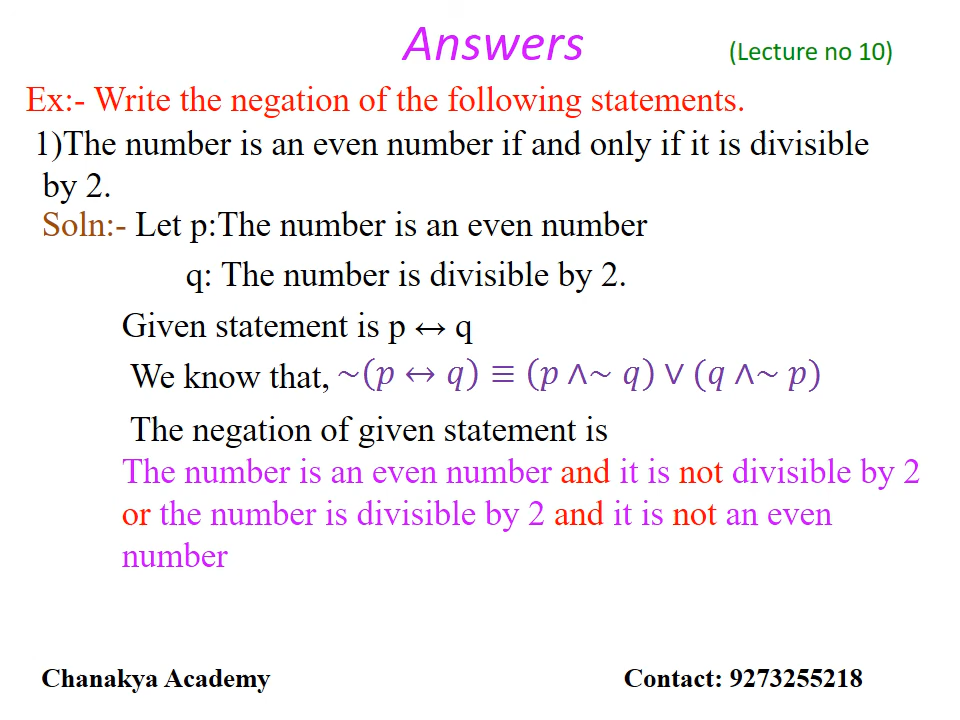 Answers
(Lecture no 10)
Ex:- Write the negation of the following statements.
1)The number is an even number if and only if it is divisible
by 2.
Soln:- Let p:The number is an even number
q: The number is divisible by 2.
Given statement is p ↔ q
We know that, ~(p ↔ q) ≡ (p ∧~ q) ∨ (q ∧~ p)
The negation of given statement is
The number is an even number and it is not divisible by 2
or the number is divisible by 2 and it is not an even
number
Chanakya Academy
Contact: 9273255218